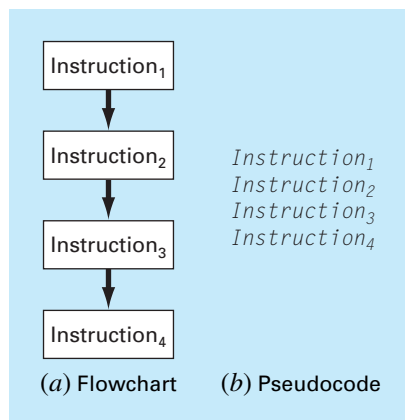 Instruction₁
Instruction₂
Instruction₃
Instruction₄
(a) Flowchart
Instruction₁
Instruction₂
Instruction₃
Instruction₄
(b) Pseudocode